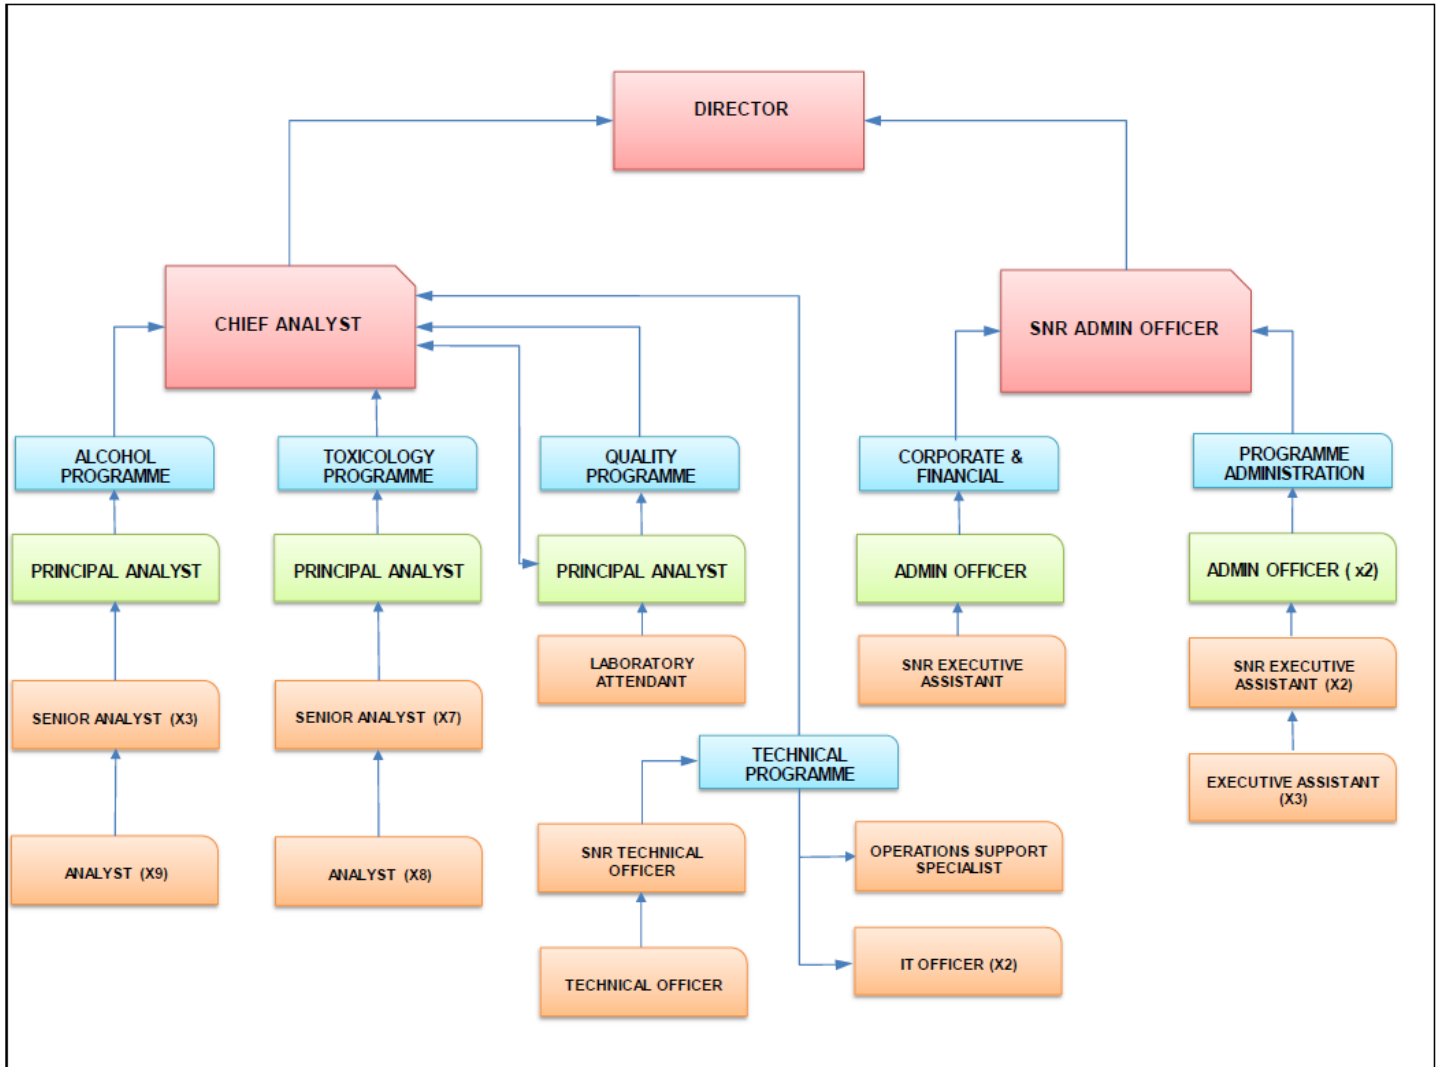 DIRECTOR
CHIEF ANALYST
SNR ADMIN OFFICER
ALCOHOL
PROGRAMME
TOXICOLOGY
PROGRAMME
QUALITY
PROGRAMME
CORPORATE &
FINANCIAL
PROGRAMME
ADMINISTRATION
PRINCIPAL ANALYST
PRINCIPAL ANALYST
PRINCIPAL ANALYST
ADMIN OFFICER
ADMIN OFFICER ( x2)
LABORATORY
ATTENDANT
SNR EXECUTIVE
ASSISTANT
SNR EXECUTIVE
ASSISTANT (X2)
SENIOR ANALYST (X3)
SENIOR ANALYST (X7)
TECHNICAL
PROGRAMME
EXECUTIVE ASSISTANT
(X3)
ANALYST (X9)
ANALYST (X8)
SNR TECHNICAL
OFFICER
OPERATIONS SUPPORT
SPECIALIST
TECHNICAL OFFICER
IT OFFICER (X2)